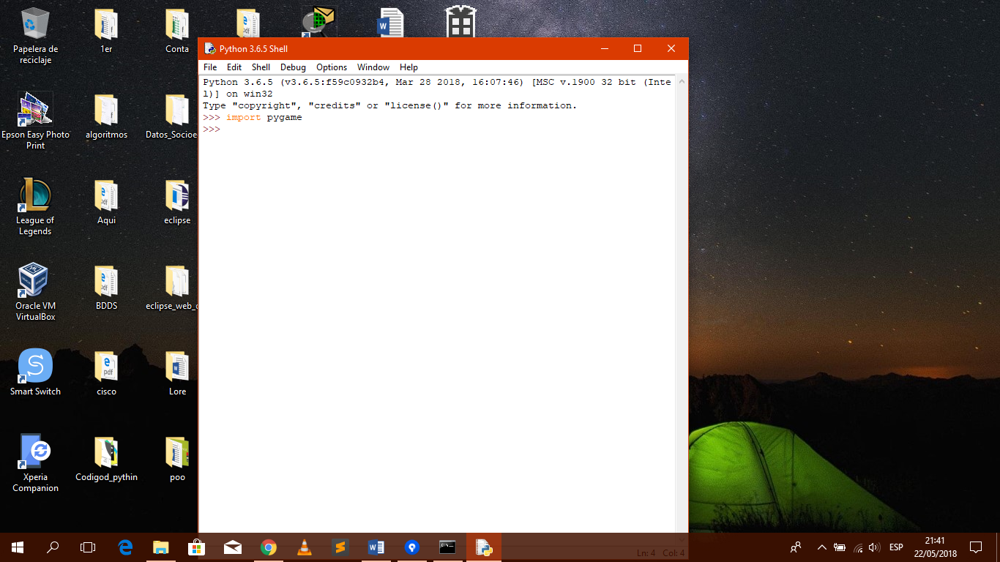 Papelera de
reciclaje
1er
Conta
Epson Easy Photo
Print
algoritmos
Datos_Socioe
League of
Legends
Aqui
eclipse
Oracle VM
VirtualBox
BDDS
eclipse_web_
Smart Switch
cisco
Lore
Xperia
Companion
Codigod_pythin
poo
Python 3.6.5 Shell
File Edit Shell Debug Options Window Help
Python 3.6.5 (v3.6.5:f59c0932b4, Mar 28 2018, 16:07:46) [MSC v.1900 32 bit (Inte
l)] on win32
Type "copyright", "credits" or "license()" for more information.
>>> import pygame
>>>
Ln: 4 Col: 4
ESP
21:41
22/05/2018